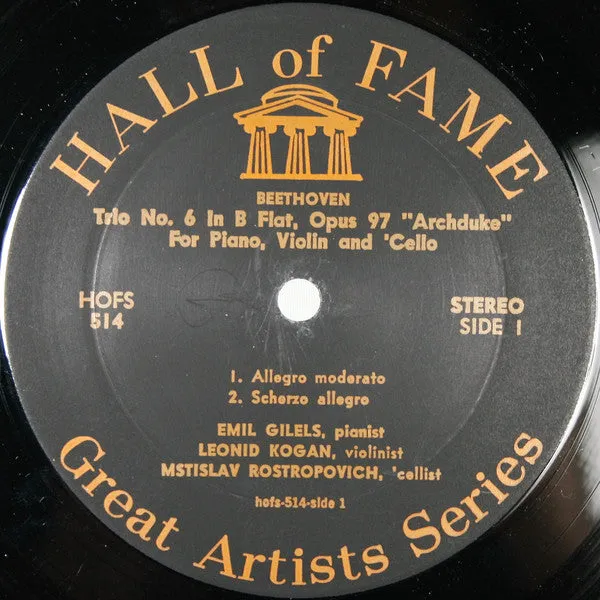 HALL of FAME
BEETHOVEN
Trio No. 6 In B Flat, Opus 97 "Archduke"
For Piano, Violin and 'Cello
HOFS
514
STEREO
SIDE 1
1. Allegro moderato
2. Scherzo allegro
EMIL GILELS, pianist
LEONID KOGAN, violinist
MSTISLAV ROSTROPOVICH, 'cellist
hofs-514-side 1
Great Artists Series